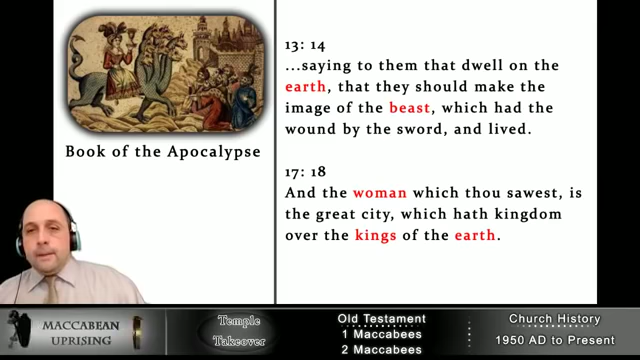 13: 14
...saying to them that dwell on the
earth, that they should make the
image of the beast, which had the
wound by the sword, and lived.
Book of the Apocalypse
17: 18
And the woman which thou sawest, is
the great city, which hath kingdom
over the kings of the earth.
MACCABEAN
UPRISING
Temple
Takeover
Old Testament
1 Maccabees
2 Maccabees
Church History
1950 AD to Present